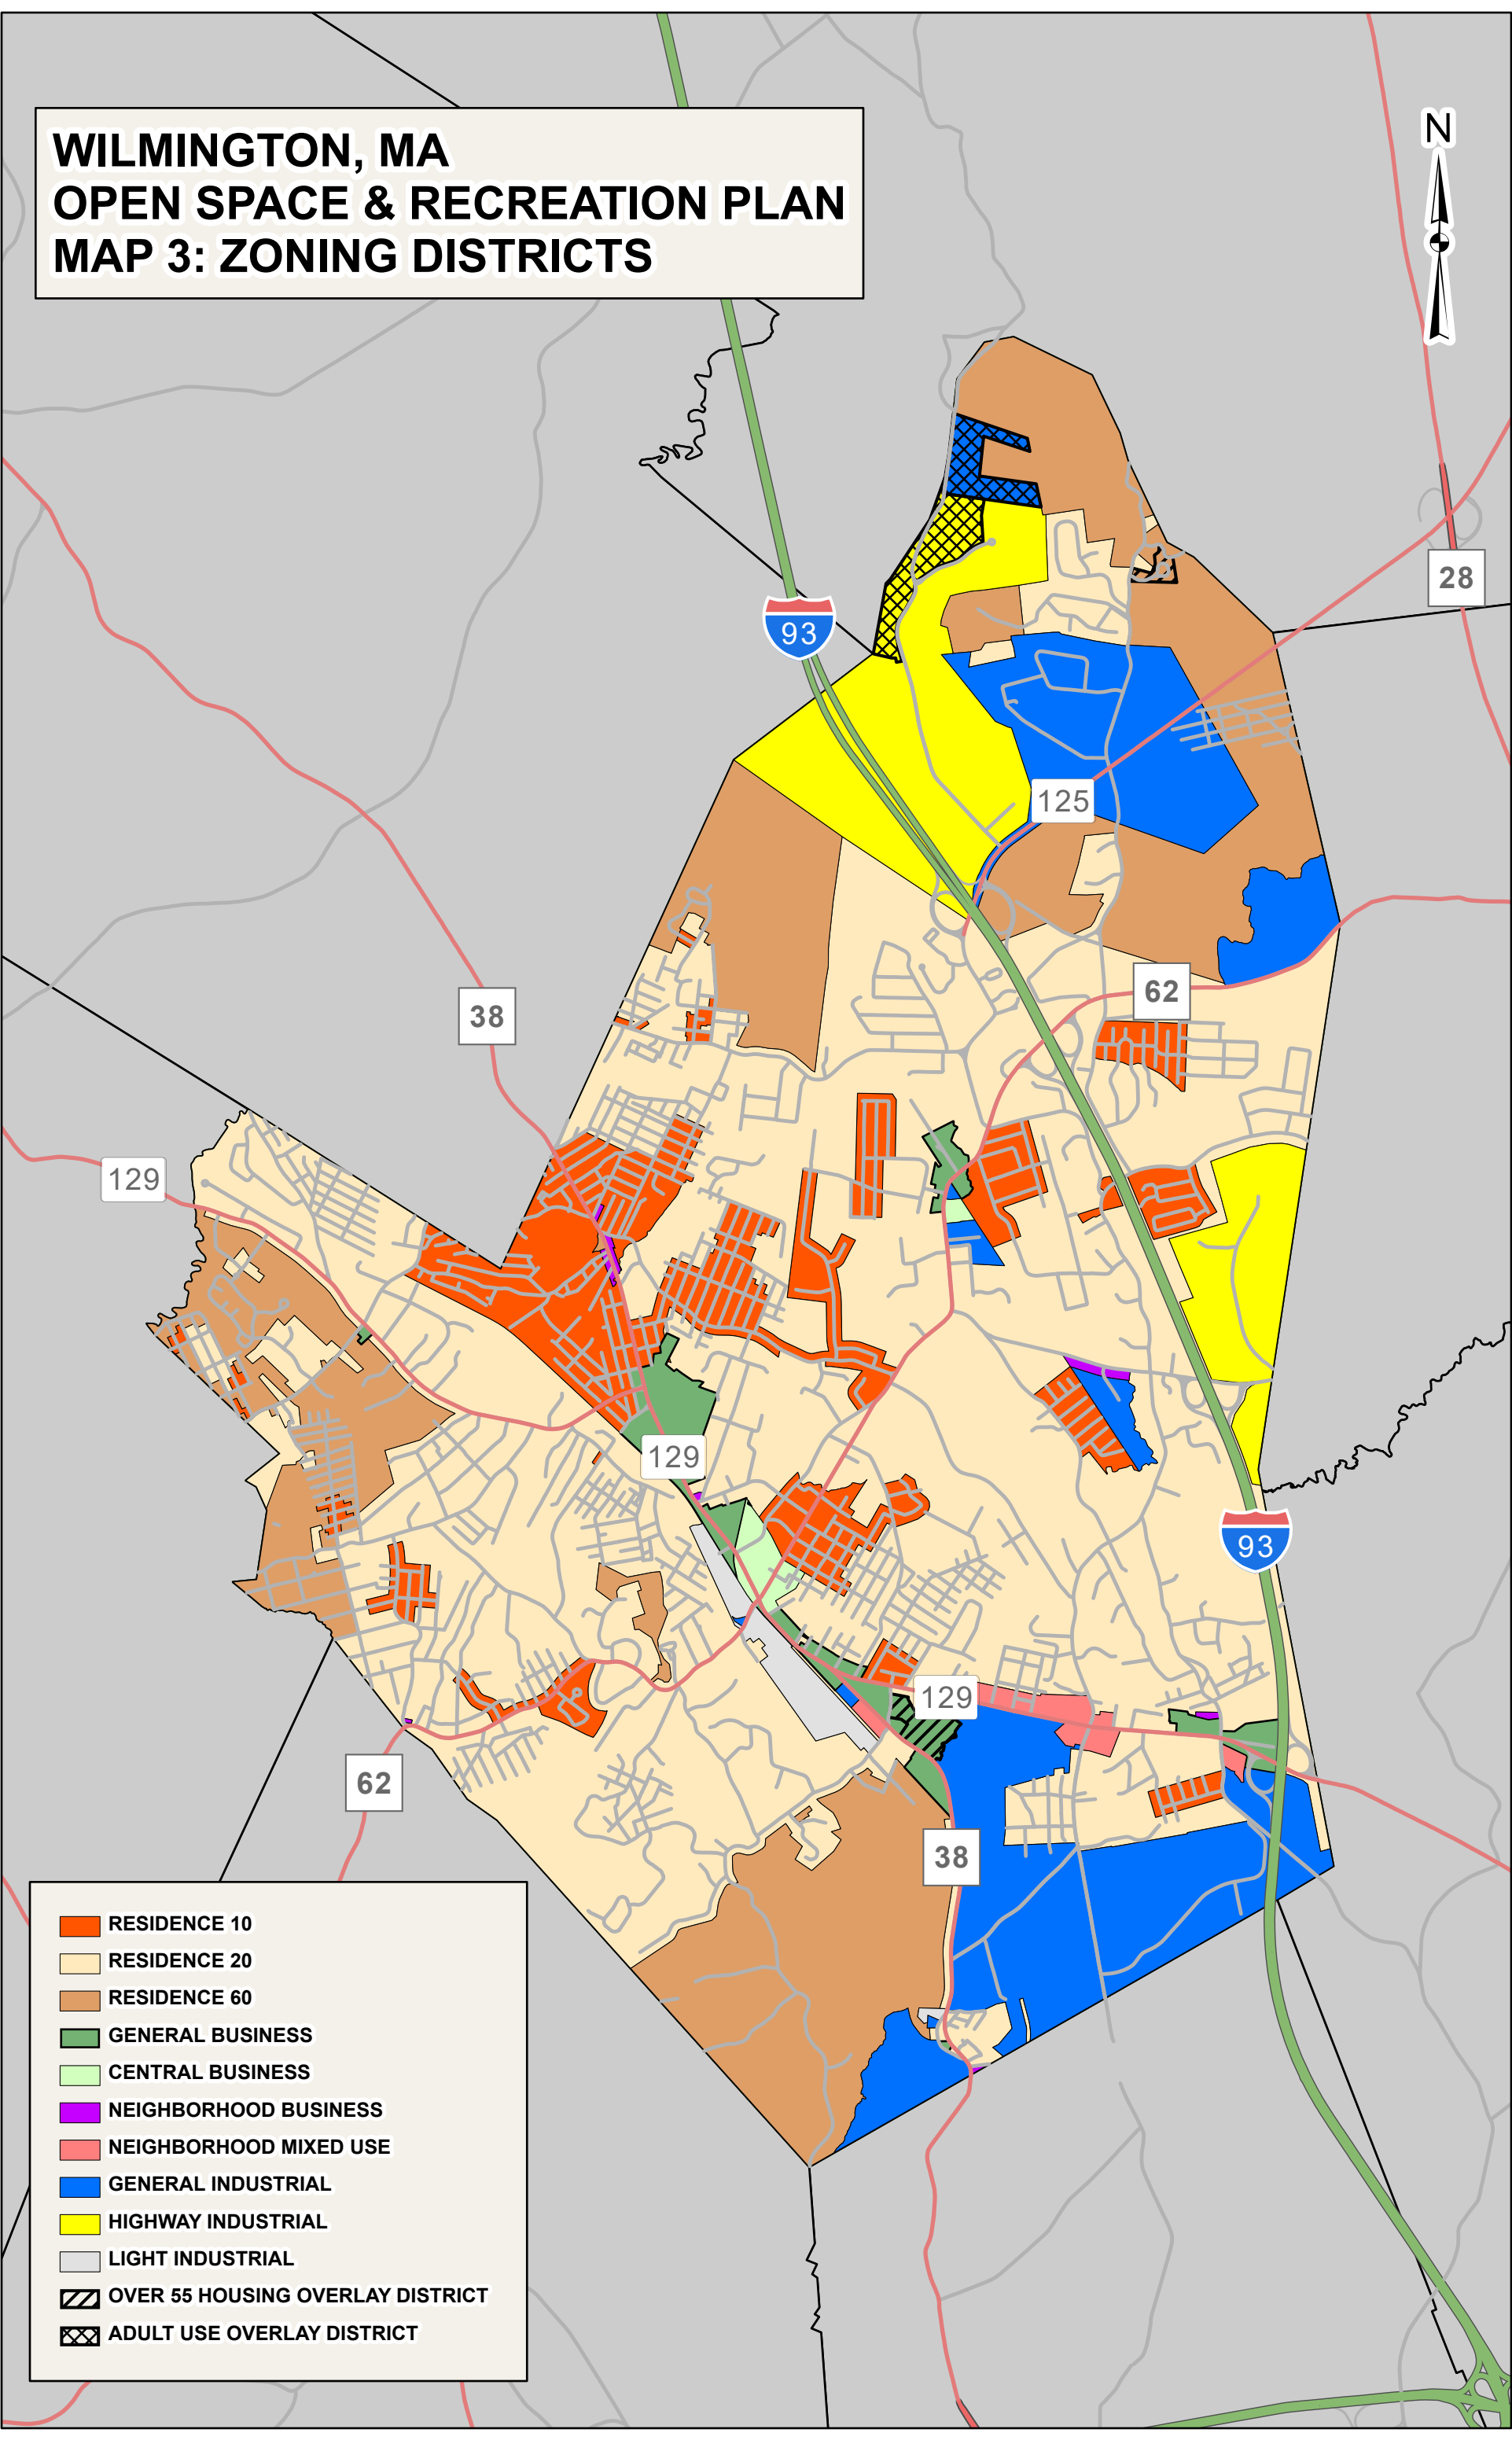 WILMINGTON, MA
OPEN SPACE & RECREATION PLAN
MAP 3: ZONING DISTRICTS
N
28
93
125
62
38
129
129
93
129
62
38
RESIDENCE 10
RESIDENCE 20
RESIDENCE 60
GENERAL BUSINESS
CENTRAL BUSINESS
NEIGHBORHOOD BUSINESS
NEIGHBORHOOD MIXED USE
GENERAL INDUSTRIAL
HIGHWAY INDUSTRIAL
LIGHT INDUSTRIAL
OVER 55 HOUSING OVERLAY DISTRICT
ADULT USE OVERLAY DISTRICT